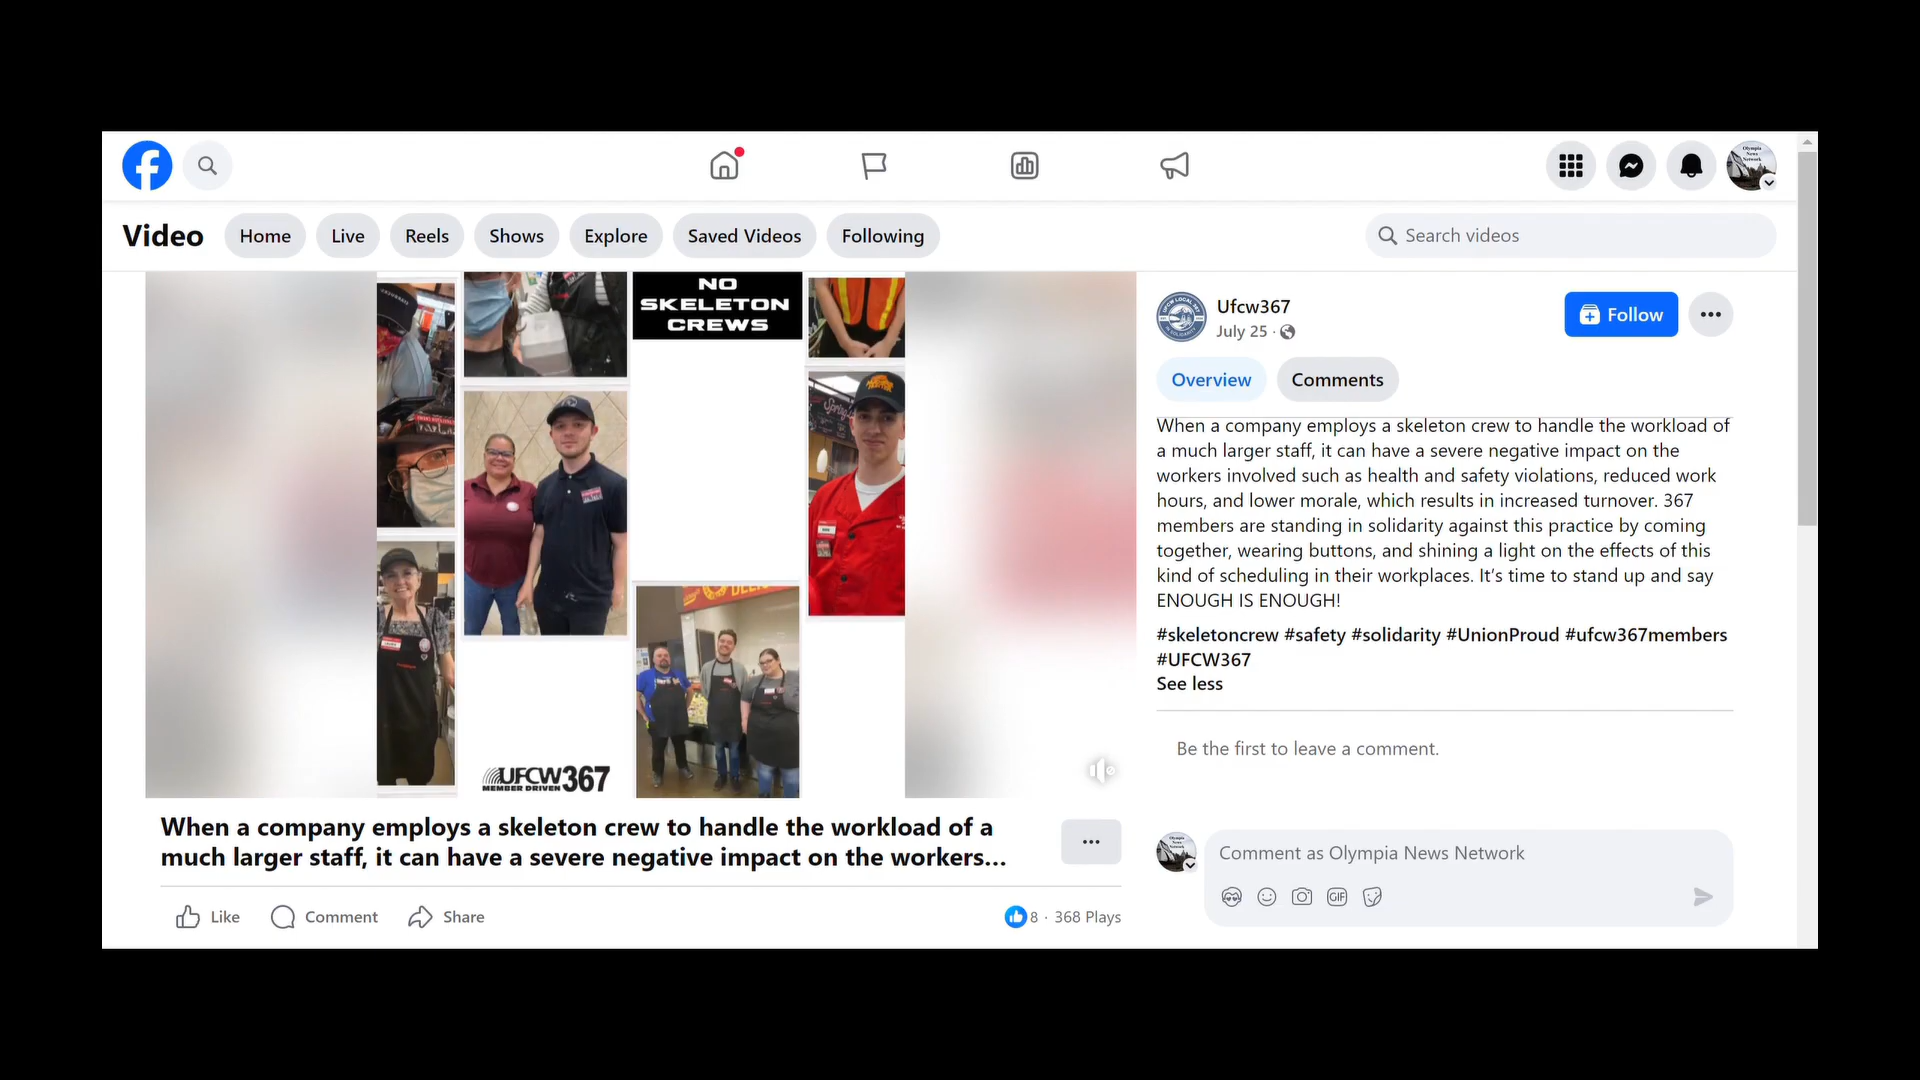 Video
Home
Live
Reels
Shows
Explore
Saved Videos
Following
Search videos
NO
SKELETON
CREWS
UFCW367
MEMBER DRIVEN
When a company employs a skeleton crew to handle the workload of a
much larger staff, it can have a severe negative impact on the workers...
Like
Comment
Share
8 · 368 Plays
Ufcw367
July 25 ·
Follow
Overview
Comments
When a company employs a skeleton crew to handle the workload of
a much larger staff, it can have a severe negative impact on the
workers involved such as health and safety violations, reduced work
hours, and lower morale, which results in increased turnover. 367
members are standing in solidarity against this practice by coming
together, wearing buttons, and shining a light on the effects of this
kind of scheduling in their workplaces. It's time to stand up and say
ENOUGH IS ENOUGH!
#skeletoncrew #safety #solidarity #UnionProud #ufcw367members
#UFCW367
See less
Be the first to leave a comment.
Comment as Olympia News Network
GIF